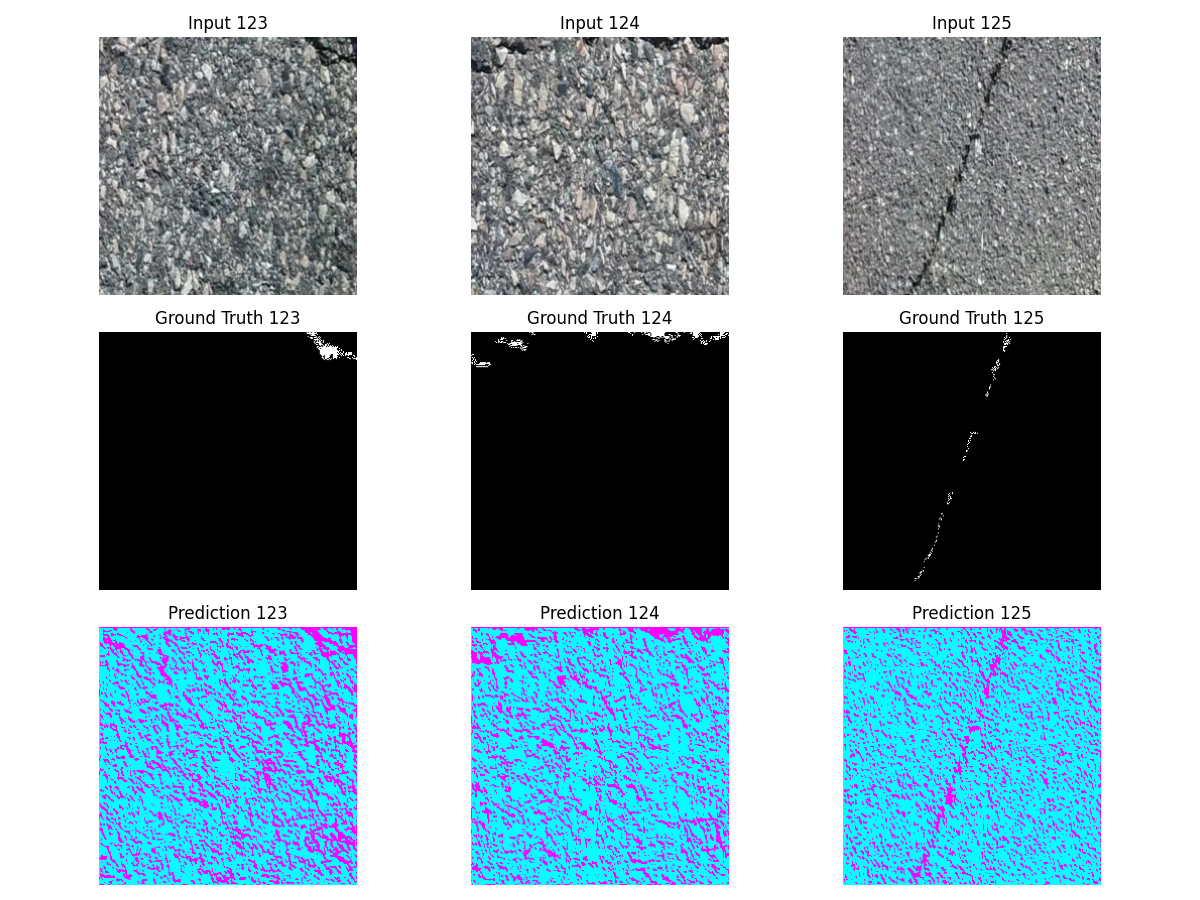 Input 123
Input 124
Input 125
Ground Truth 123
Ground Truth 124
Ground Truth 125
Prediction 123
Prediction 124
Prediction 125